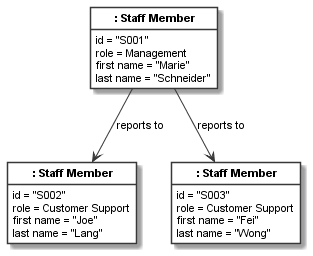 : Staff Member
id = "S001"
role = Management
first name = "Marie"
last name = "Schneider"
reports to
reports to
: Staff Member
id = "S002"
role = Customer Support
first name = "Joe"
last name = "Lang"
: Staff Member
id = "S003"
role = Customer Support
first name = "Fei"
last name = "Wong"